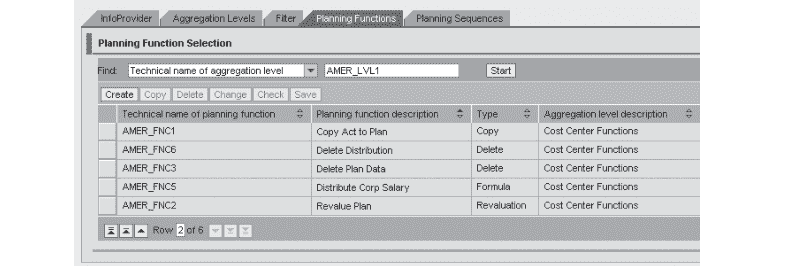 InfoProvider Aggregation Levels Filter Planning Functions Planning Sequences
Planning Function Selection
Find: Technical name of aggregation level AMER_LVL1 Start
Create Copy Delete Change Check Save
Technical name of planning function Planning function description Type Aggregation level description
AMER_FNC1 Copy Act to Plan Copy Cost Center Functions
AMER_FNC6 Delete Distribution Delete Cost Center Functions
AMER_FNC3 Delete Plan Data Delete Cost Center Functions
AMER_FNC5 Distribute Corp Salary Formula Cost Center Functions
AMER_FNC2 Revalue Plan Revaluation Cost Center Functions
Row 2 of 6